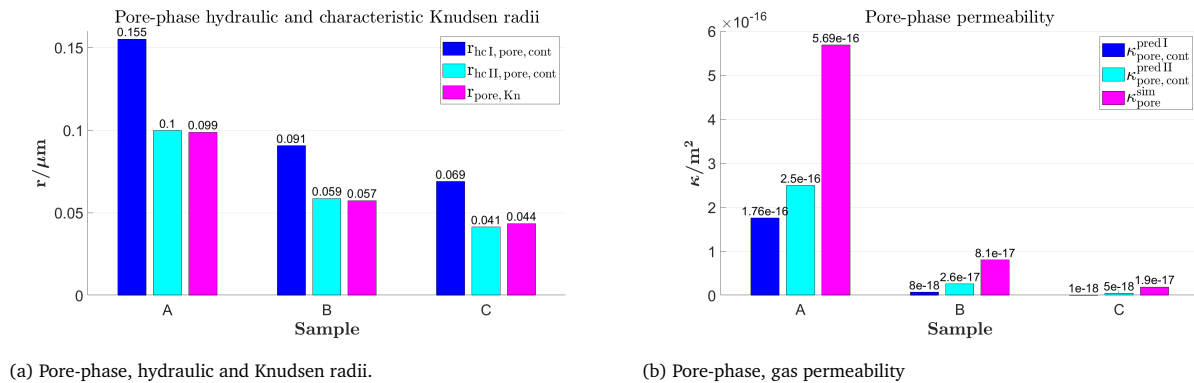 Pore-phase hydraulic and characteristic Knudsen radii
0.155
0.15
r_hc I, pore, cont
r_hc II, pore, cont
r_pore, Kn
0.1
0.1
0.099
0.091
0.069
0.059
0.057
0.05
0.041
0.044
0
r/μm
A
B
C
Sample
(a) Pore-phase, hydraulic and Knudsen radii.
Pore-phase permeability
×10^-16
6
5.69e-16
κ^pred I_pore, cont
κ^pred II_pore, cont
κ^sim_pore
5
4
3
2.5e-16
2
1.76e-16
1
8e-18
2.6e-17
8.1e-17
1e-18
5e-18
1.9e-17
0
κ/m²
A
B
C
Sample
(b) Pore-phase, gas permeability